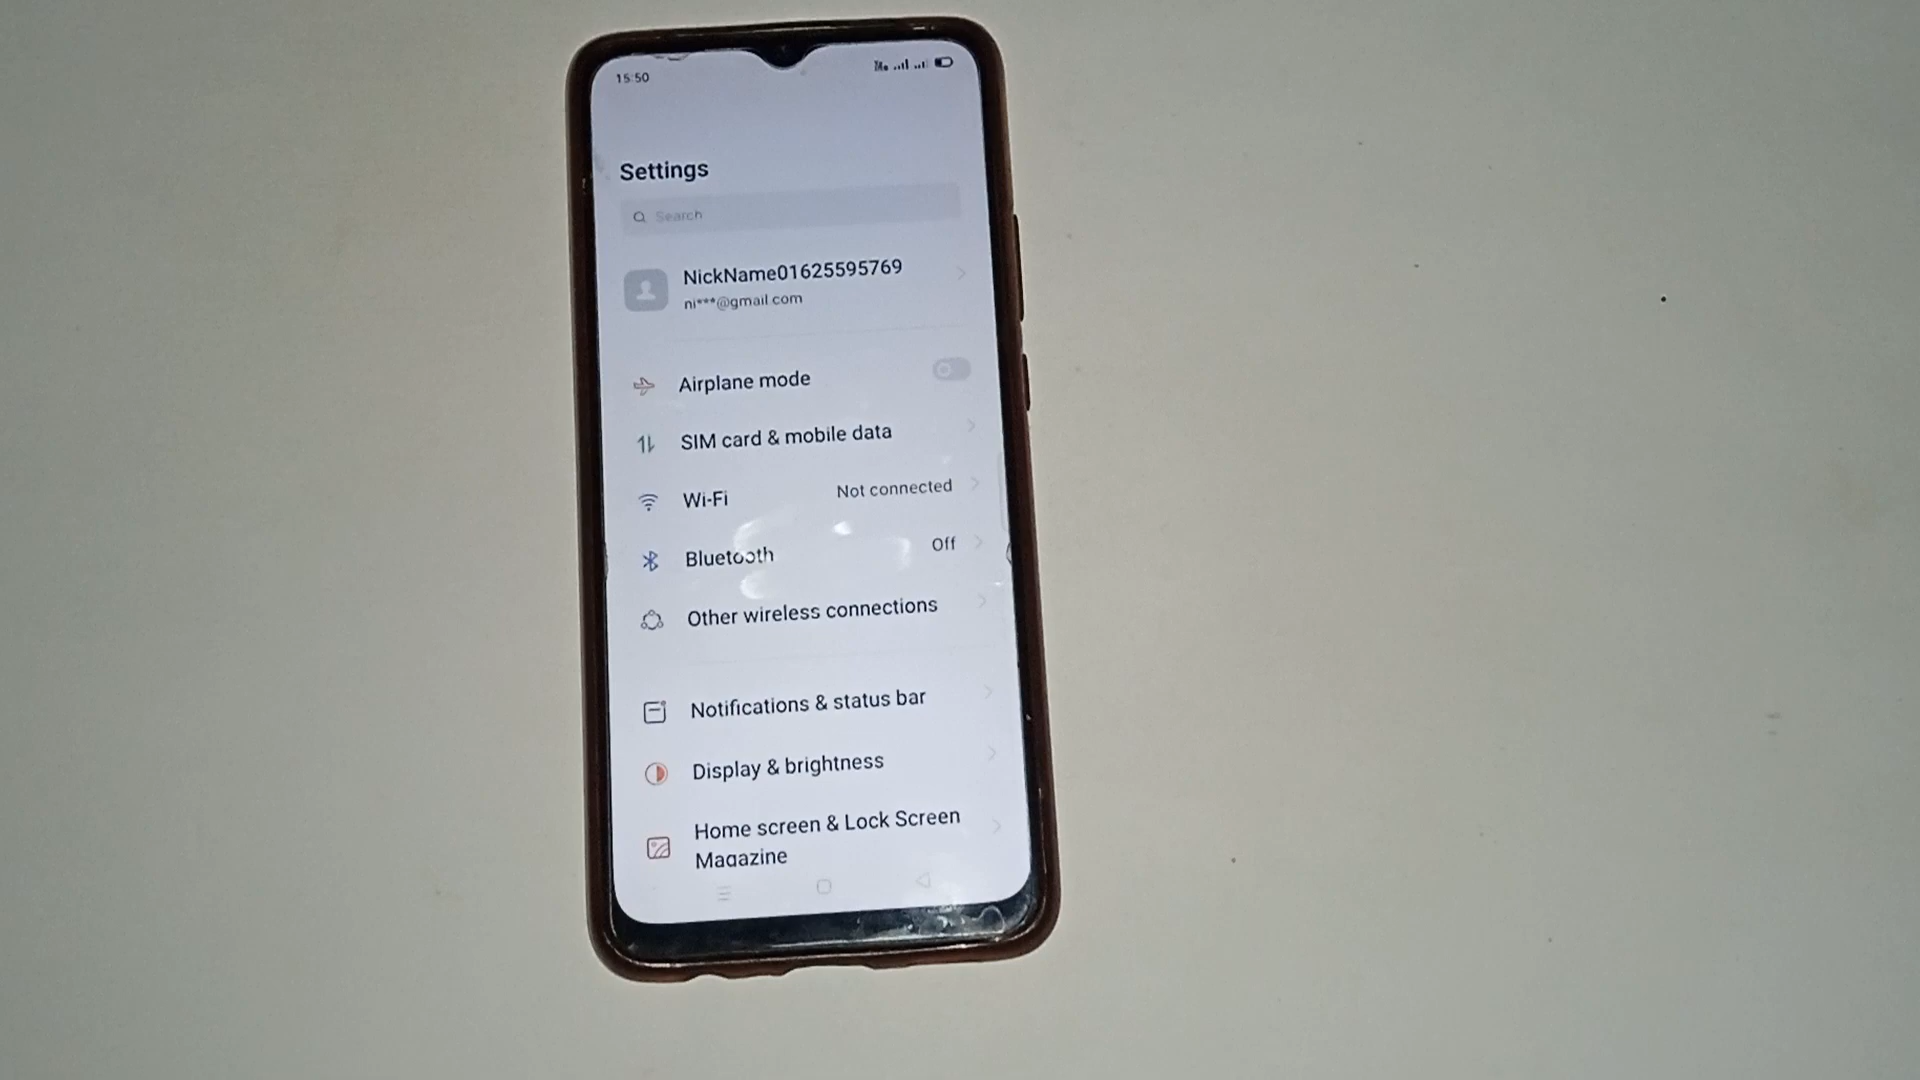 15:50
Settings
Search
NickName01625595769
ni***@gmail.com
Airplane mode
SIM card & mobile data
Wi-Fi Not connected
Bluetooth Off
Other wireless connections
Notifications & status bar
Display & brightness
Home screen & Lock Screen
Magazine